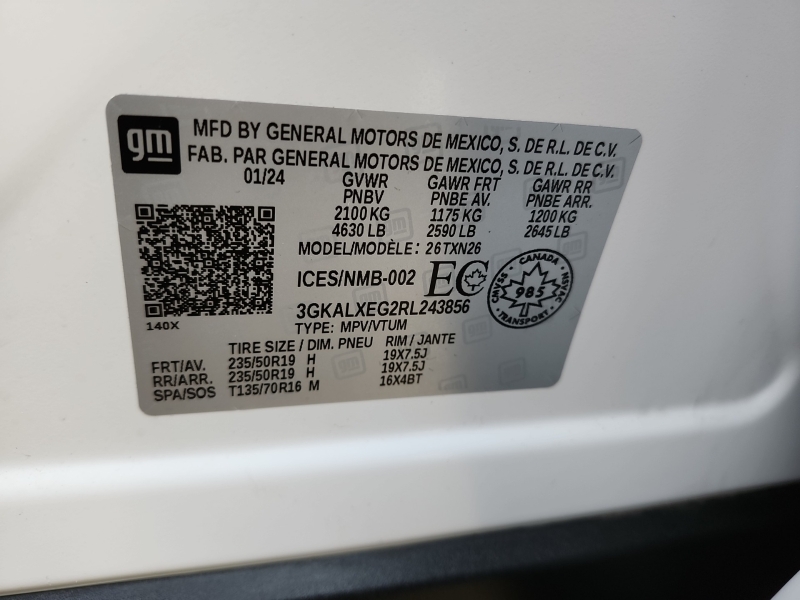 gm
MFD BY GENERAL MOTORS DE MEXICO, S. DE R.L. DE C.V.
FAB. PAR GENERAL MOTORS DE MEXICO, S. DE R.L. DE C.V.
01/24 GVWR GAWR FRT GAWR RR
PNBV PNBE AV. PNBE ARR.
2100 KG 1175 KG 1200 KG
4630 LB 2590 LB 2645 LB
MODEL/MODÈLE: 26TXN26
ICES/NMB-002 EC
CANADA
CMVSS 985 NSVAC
TRANSPORT
3GKALXEG2RL243856
140X
TYPE: MPV/VTUM
TIRE SIZE / DIM. PNEU RIM / JANTE
FRT/AV. 235/50R19 H 19X7.5J
RR/ARR. 235/50R19 H 19X7.5J
SPA/SOS T135/70R16 M 16X4BT